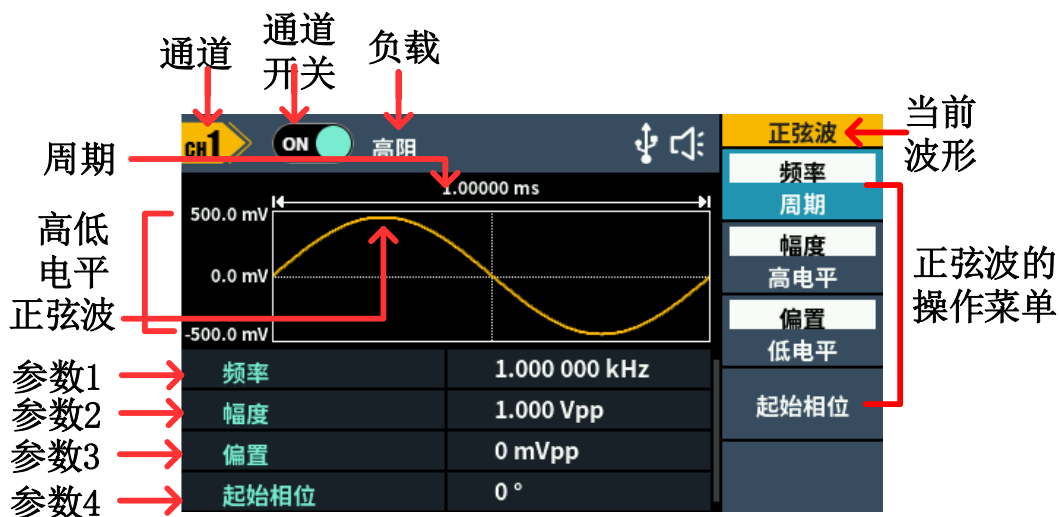 通道
通道
开关
负载
当前
波形
CH1
ON
高阻
正弦波
周期
1.00000 ms
频率
周期
高低
电平
500.0 mV
0.0 mV
-500.0 mV
正弦波
幅度
高电平
偏置
低电平
起始相位
正弦波的
操作菜单
参数1
频率
1.000 000 kHz
参数2
幅度
1.000 Vpp
参数3
偏置
0 mVpp
参数4
起始相位
0 °